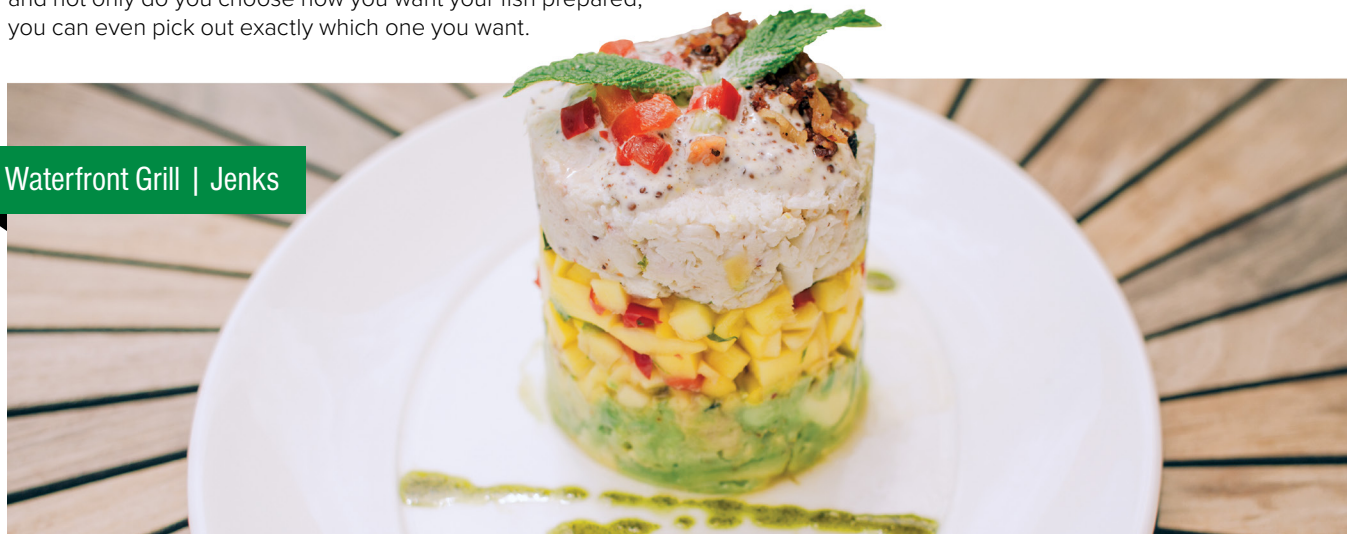 and not only do you choose how you want your fish prepared,
you can even pick out exactly which one you want.
Waterfront Grill | Jenks